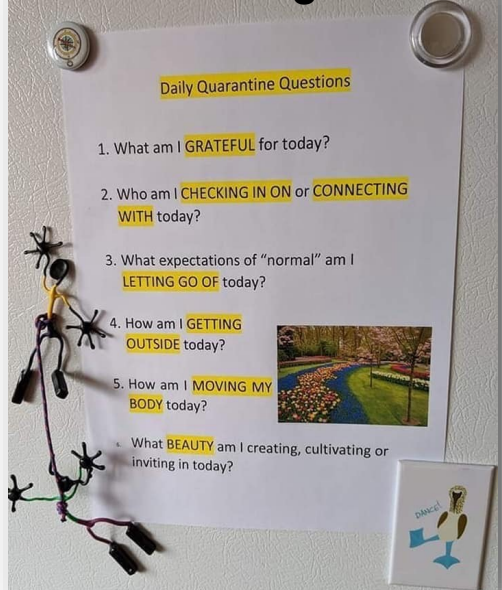 Daily Quarantine Questions
1. What am I GRATEFUL for today?
2. Who am I CHECKING IN ON or CONNECTING
WITH today?
3. What expectations of “normal” am I
LETTING GO OF today?
4. How am I GETTING
OUTSIDE today?
5. How am I MOVING MY
BODY today?
What BEAUTY am I creating, cultivating or
inviting in today?
DANCE!